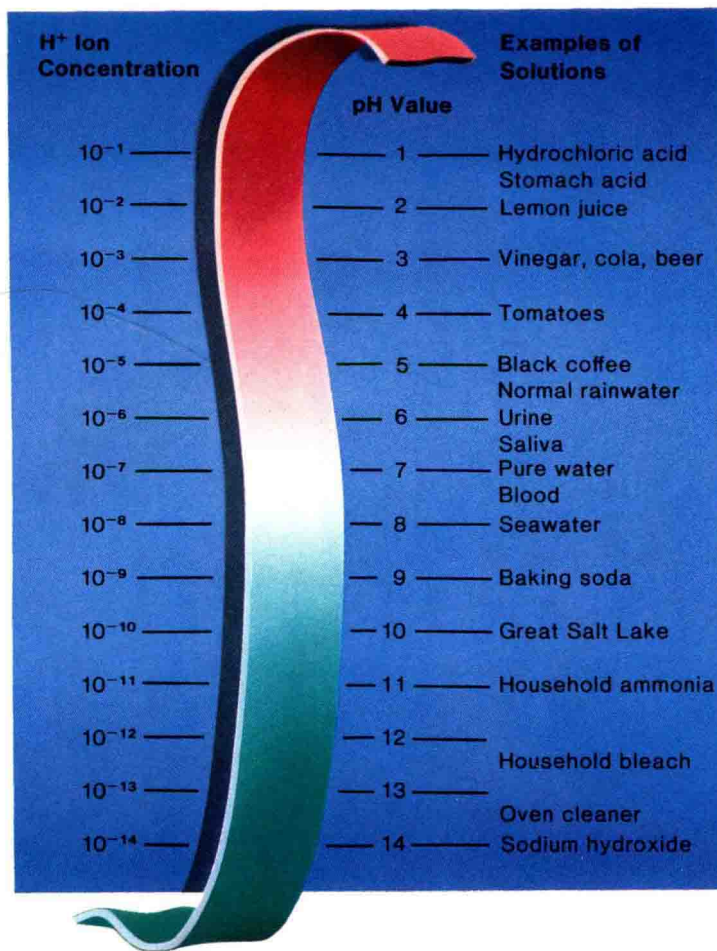 H⁺ Ion
Concentration
Examples of
Solutions
pH Value
10⁻¹ 1 Hydrochloric acid
Stomach acid
10⁻² 2 Lemon juice
10⁻³ 3 Vinegar, cola, beer
10⁻⁴ 4 Tomatoes
10⁻⁵ 5 Black coffee
Normal rainwater
10⁻⁶ 6 Urine
Saliva
10⁻⁷ 7 Pure water
Blood
10⁻⁸ 8 Seawater
10⁻⁹ 9 Baking soda
10⁻¹⁰ 10 Great Salt Lake
10⁻¹¹ 11 Household ammonia
10⁻¹² 12
Household bleach
10⁻¹³ 13
Oven cleaner
10⁻¹⁴ 14 Sodium hydroxide